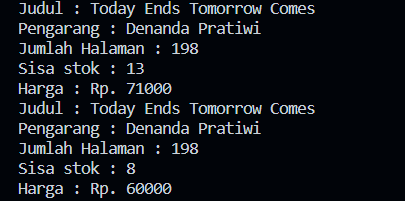 Judul : Today Ends Tomorrow Comes
Pengarang : Denanda Pratiwi
Jumlah Halaman : 198
Sisa stok : 13
Harga : Rp. 71000
Judul : Today Ends Tomorrow Comes
Pengarang : Denanda Pratiwi
Jumlah Halaman : 198
Sisa stok : 8
Harga : Rp. 60000